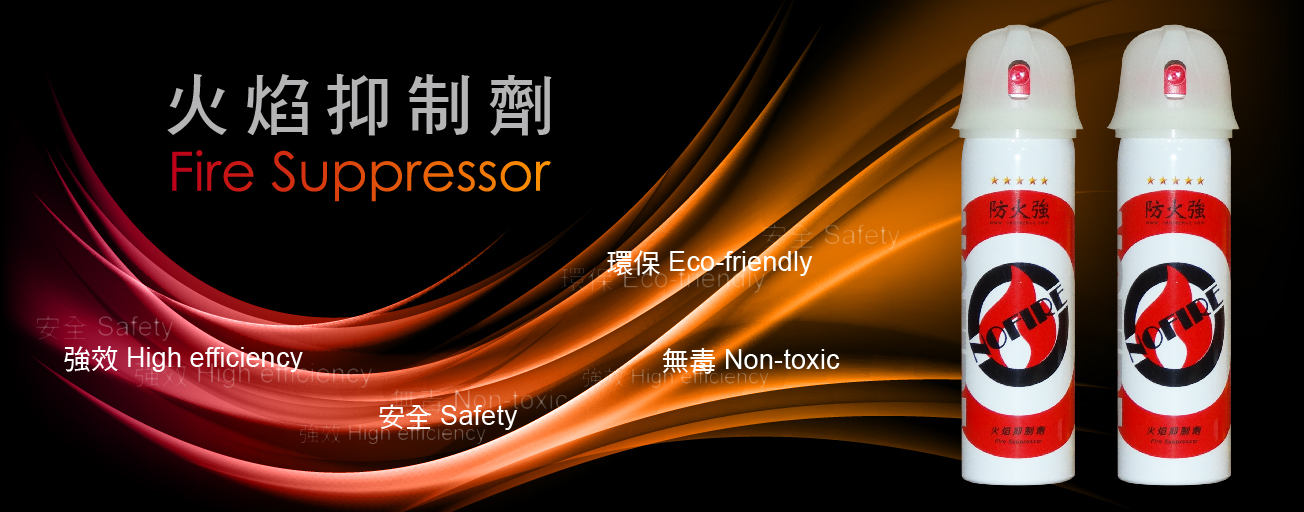 火焰抑制劑
Fire Suppressor
安全 Safety
環保 Eco-friendly
環保 Eco-friendly
安全 Safety
強效 High efficiency
強效 High efficiency
無毒 Non-toxic
強效 High efficiency
無毒 Non-toxic
安全 Safety
強效 High efficiency
防火強
NOFIRE
火焰抑制劑
Fire Suppressor
防火強
NOFIRE
火焰抑制劑
Fire Suppressor